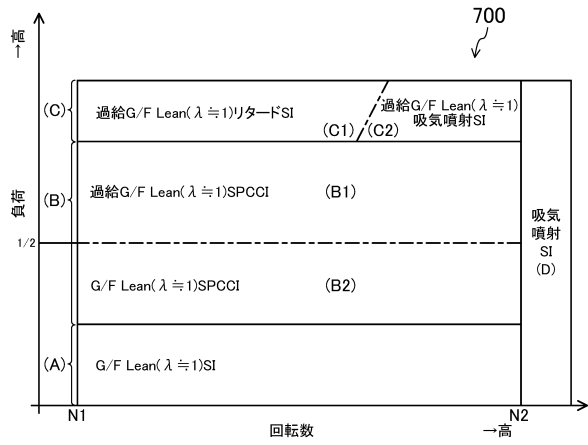 700
→高
(C)
過給G/F Lean(λ≒1)リタードSI
(C1)
(C2)
過給G/F Lean(λ≒1)
吸気噴射SI
(B)
過給G/F Lean(λ≒1)SPCCI
(B1)
負荷
1/2
G/F Lean(λ≒1)SPCCI
(B2)
吸気
噴射
SI
(D)
(A)
G/F Lean(λ≒1)SI
N1
N2
回転数
→高